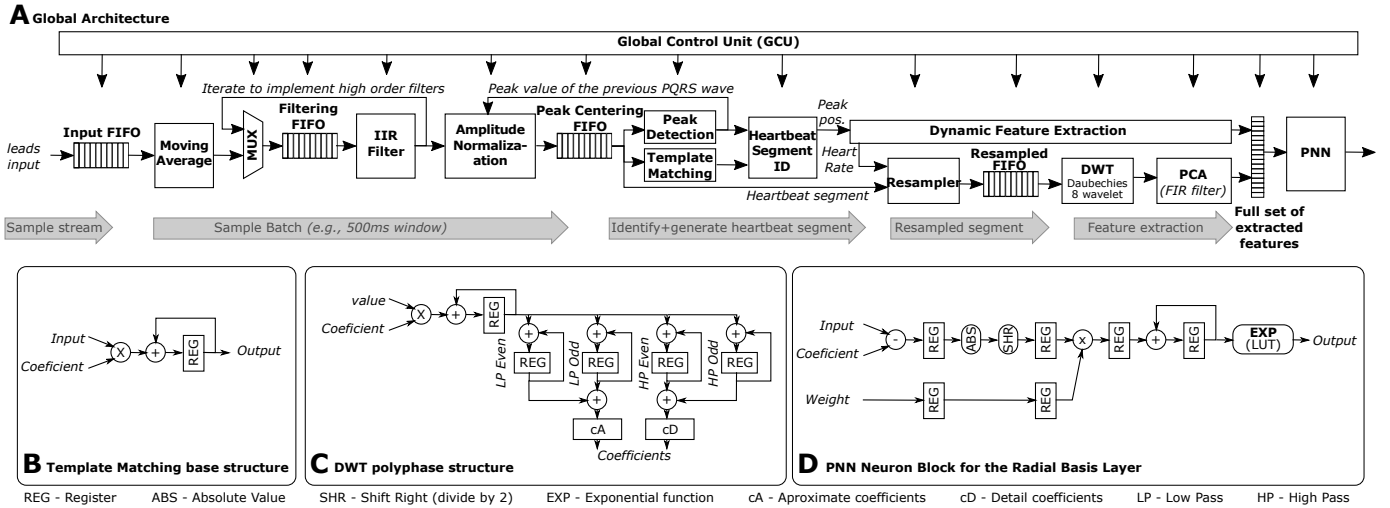 A Global Architecture
Global Control Unit (GCU)
Iterate to implement high order filters
Peak value of the previous PQRS wave
leads
input
Input FIFO
Moving
Average
MUX
Filtering
FIFO
IIR
Filter
Amplitude
Normaliza-
ation
Peak Centering
FIFO
Peak
Detection
Template
Matching
Heartbeat
Segment
ID
Peak
pos.
Heart
Rate
Heartbeat segment
Dynamic Feature Extraction
Resampler
Resampled
FIFO
DWT
Daubechies
8 wavelet
PCA
(FIR filter)
PNN
Sample stream
Sample Batch (e.g., 500ms window)
Identify+generate heartbeat segment
Resampled segment
Feature extraction
Full set of
extracted
features
Input
Coeficient
X
+
REG
Output
B Template Matching base structure
value
Coeficient
X
+
REG
LP Even
+
REG
LP Odd
+
REG
HP Even
+
REG
HP Odd
+
REG
+
+
cA
cD
Coefficients
C DWT polyphase structure
Input
Coeficient
-
REG
ABS
SHR
REG
x
REG
+
REG
EXP
(LUT)
Output
Weight
REG
REG
D PNN Neuron Block for the Radial Basis Layer
REG - Register
ABS - Absolute Value
SHR - Shift Right (divide by 2)
EXP - Exponential function
cA - Aproximate coefficients
cD - Detail coefficients
LP - Low Pass
HP - High Pass